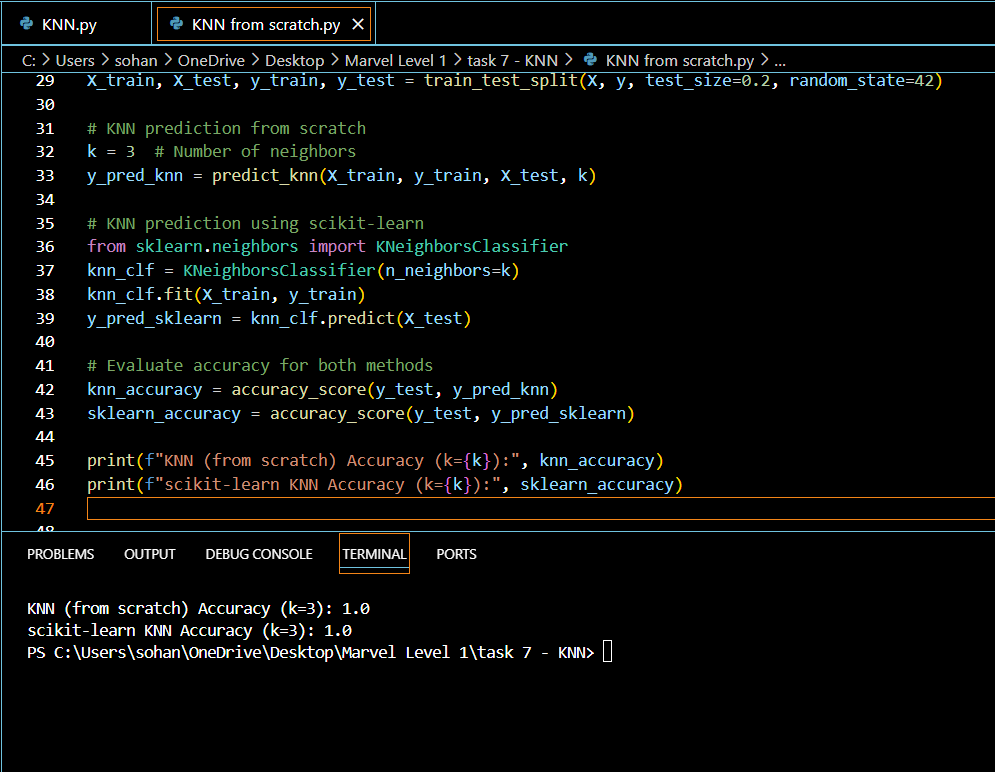 KNN.py
KNN from scratch.py ×
C: > Users > sohan > OneDrive > Desktop > Marvel Level 1 > task 7 - KNN > KNN from scratch.py > ...
29 X_train, X_test, y_train, y_test = train_test_split(X, y, test_size=0.2, random_state=42)
30
31 # KNN prediction from scratch
32 k = 3  # Number of neighbors
33 y_pred_knn = predict_knn(X_train, y_train, X_test, k)
34
35 # KNN prediction using scikit-learn
36 from sklearn.neighbors import KNeighborsClassifier
37 knn_clf = KNeighborsClassifier(n_neighbors=k)
38 knn_clf.fit(X_train, y_train)
39 y_pred_sklearn = knn_clf.predict(X_test)
40
41 # Evaluate accuracy for both methods
42 knn_accuracy = accuracy_score(y_test, y_pred_knn)
43 sklearn_accuracy = accuracy_score(y_test, y_pred_sklearn)
44
45 print(f"KNN (from scratch) Accuracy (k={k}):", knn_accuracy)
46 print(f"scikit-learn KNN Accuracy (k={k}):", sklearn_accuracy)
47
48
PROBLEMS OUTPUT DEBUG CONSOLE TERMINAL PORTS
KNN (from scratch) Accuracy (k=3): 1.0
scikit-learn KNN Accuracy (k=3): 1.0
PS C:\Users\sohan\OneDrive\Desktop\Marvel Level 1\task 7 - KNN>